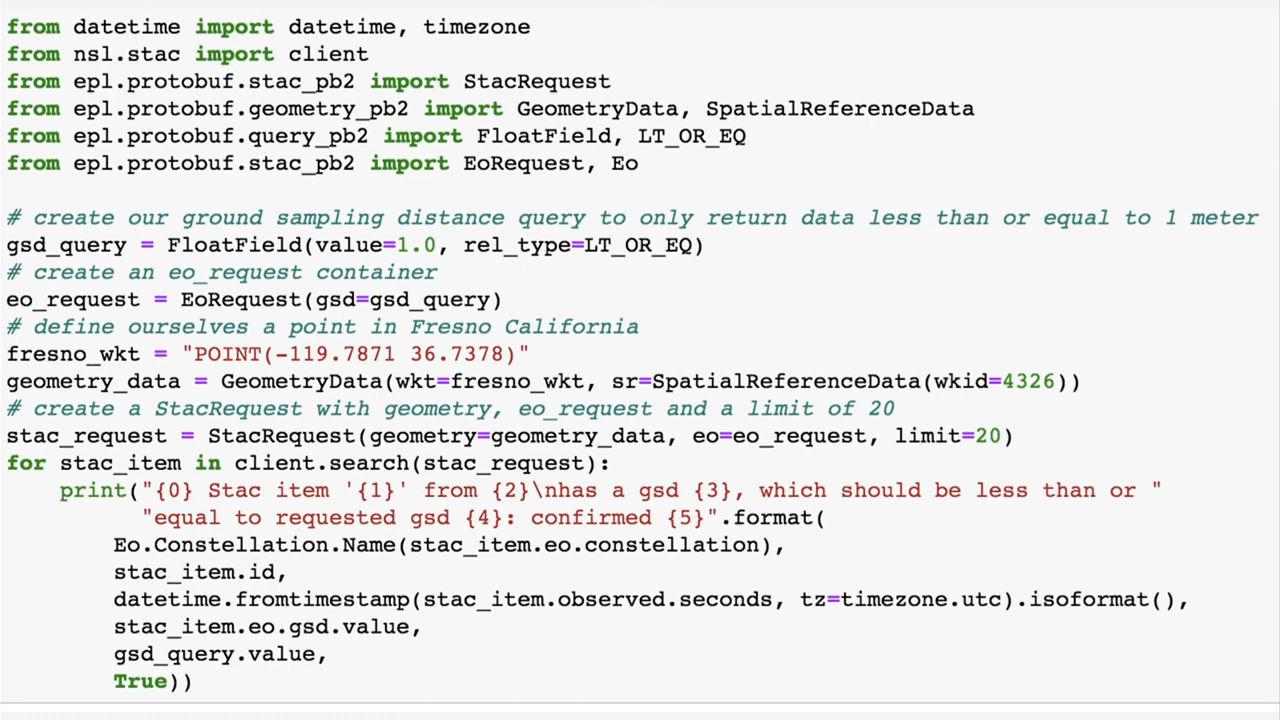 from datetime import datetime, timezone
from nsl.stac import client
from epl.protobuf.stac_pb2 import StacRequest
from epl.protobuf.geometry_pb2 import GeometryData, SpatialReferenceData
from epl.protobuf.query_pb2 import FloatField, LT_OR_EQ
from epl.protobuf.stac_pb2 import EoRequest, Eo

# create our ground sampling distance query to only return data less than or equal to 1 meter
gsd_query = FloatField(value=1.0, rel_type=LT_OR_EQ)
# create an eo_request container
eo_request = EoRequest(gsd=gsd_query)
# define ourselves a point in Fresno California
fresno_wkt = "POINT(-119.7871 36.7378)"
geometry_data = GeometryData(wkt=fresno_wkt, sr=SpatialReferenceData(wkid=4326))
# create a StacRequest with geometry, eo_request and a limit of 20
stac_request = StacRequest(geometry=geometry_data, eo=eo_request, limit=20)
for stac_item in client.search(stac_request):
    print("{0} Stac item '{1}' from {2}\nhas a gsd {3}, which should be less than or "
          "equal to requested gsd {4}: confirmed {5}".format(
        Eo.Constellation.Name(stac_item.eo.constellation),
        stac_item.id,
        datetime.fromtimestamp(stac_item.observed.seconds, tz=timezone.utc).isoformat(),
        stac_item.eo.gsd.value,
        gsd_query.value,
        True))